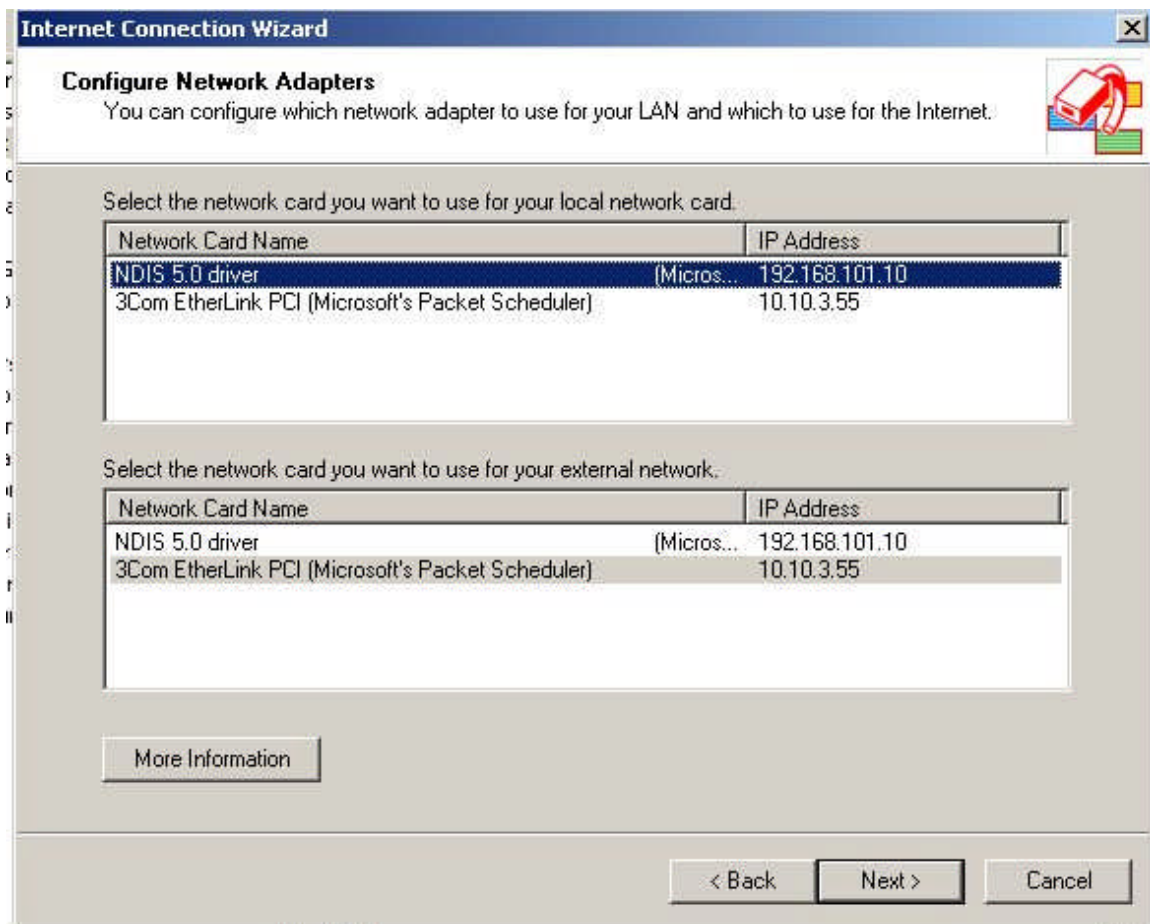 Internet Connection Wizard
Configure Network Adapters
You can configure which network adapter to use for your LAN and which to use for the Internet.
Select the network card you want to use for your local network card.
Network Card Name IP Address
NDIS 5.0 driver (Micros... 192.168.101.10
3Com EtherLink PCI (Microsoft's Packet Scheduler) 10.10.3.55
Select the network card you want to use for your external network.
Network Card Name IP Address
NDIS 5.0 driver (Micros... 192.168.101.10
3Com EtherLink PCI (Microsoft's Packet Scheduler) 10.10.3.55
More Information
< Back Next > Cancel